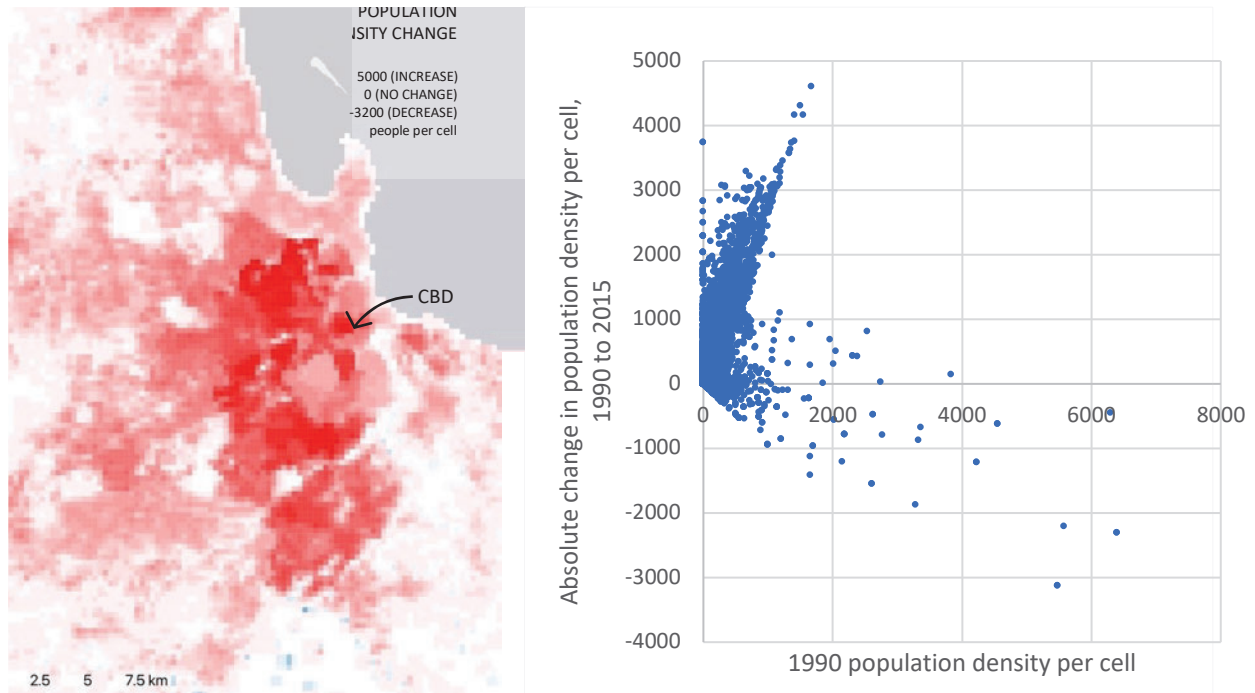 POPULATION
NSITY CHANGE
5000 (INCREASE)
0 (NO CHANGE)
-3200 (DECREASE)
people per cell
CBD
2.5 5 7.5 km
Absolute change in population density per cell,
1990 to 2015
5000
4000
3000
2000
1000
0
-1000
-2000
-3000
-4000
0 2000 4000 6000 8000
1990 population density per cell